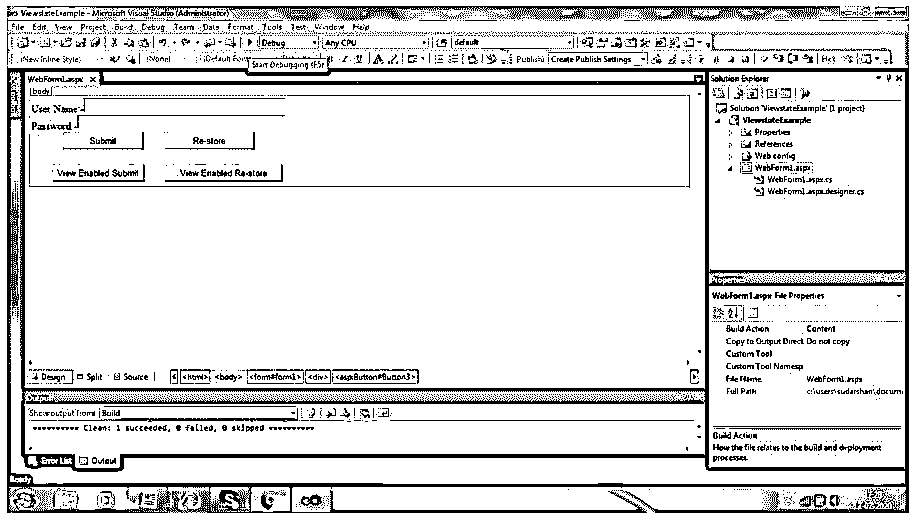 ViewstateExample - Microsoft Visual Studio (Administrator)
File Edit View Project Build Debug Team Data Format Tools Test Window Help
Debug Any CPU default
(New Inline Style) (None) (Default Font Publish: Create Publish Settings
Start Debugging (F5)
WebForm1.aspx ×
body
User Name:-
Password :-
Submit Re-store
View Enabled Submit View Enabled Re-store
Design Split Source <html> <body> <form#form1> <div> <asp:Button#Button3>
Output
Show output from: Build
========== Clean: 1 succeeded, 0 failed, 0 skipped ==========
Error List Output
Ready
Solution Explorer
Solution 'ViewstateExample' (1 project)
ViewstateExample
Properties
References
Web.config
WebForm1.aspx
WebForm1.aspx.cs
WebForm1.aspx.designer.cs
Properties
WebForm1.aspx File Properties
Build Action Content
Copy to Output Direct Do not copy
Custom Tool
Custom Tool Namesp
File Name WebForm1.aspx
Full Path c:\users\sudarshan\docum
Build Action
How the file relates to the build and deployment
processes.